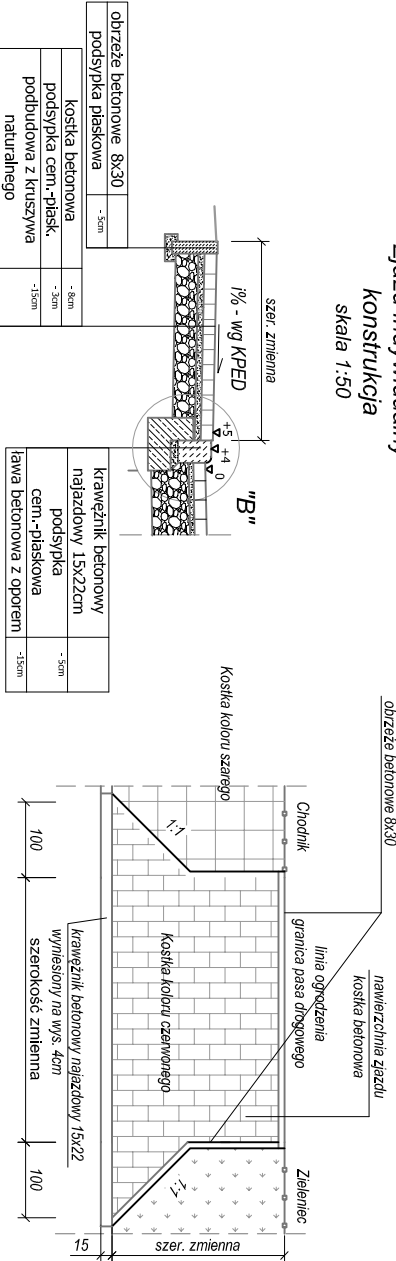 zjazd indywidualny
konstrukcja
skala 1:50
szer. zmienna
i% - wg KPED
+5
+4
0
"B"
obrzeże betonowe 8x30
podsypka piaskowa - 5cm
kostka betonowa - 8cm
podsypka cem.-piask. - 3cm
podbudowa z kruszywa
naturalnego -15cm
krawężnik betonowy
najazdowy 15x22cm
podsypka
cem.-piaskowa - 5cm
ława betonowa z oporem -15cm
obrzeże betonowe 8x30
nawierzchnia zjazdu
kostka betonowa
linia ogrodzenia
granica pasa drogowego
Chodnik
Zieleniec
Kostka koloru szarego
1:1
Kostka koloru czerwonego
1:1
krawężnik betonowy najazdowy 15x22
wyniesiony na wys. 4cm
100
szerokość zmienna
100
15
szer. zmienna